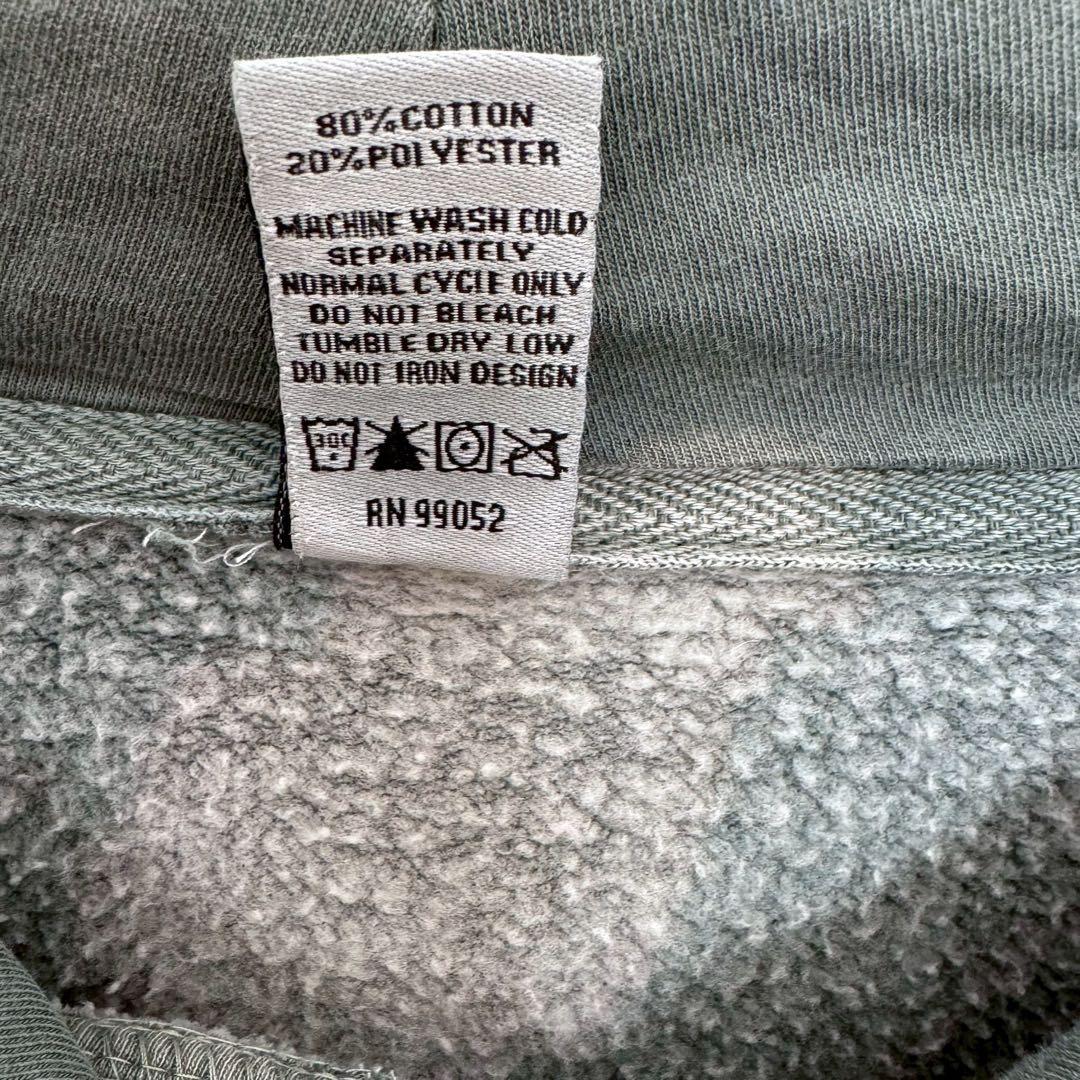 80%COTTON
20%POLYESTER
MACHINE WASH COLD
SEPARATELY
NORMAL CYCLE ONLY
DO NOT BLEACH
TUMBLE DRY LOW
DO NOT IRON DESIGN
30C
RN 99052